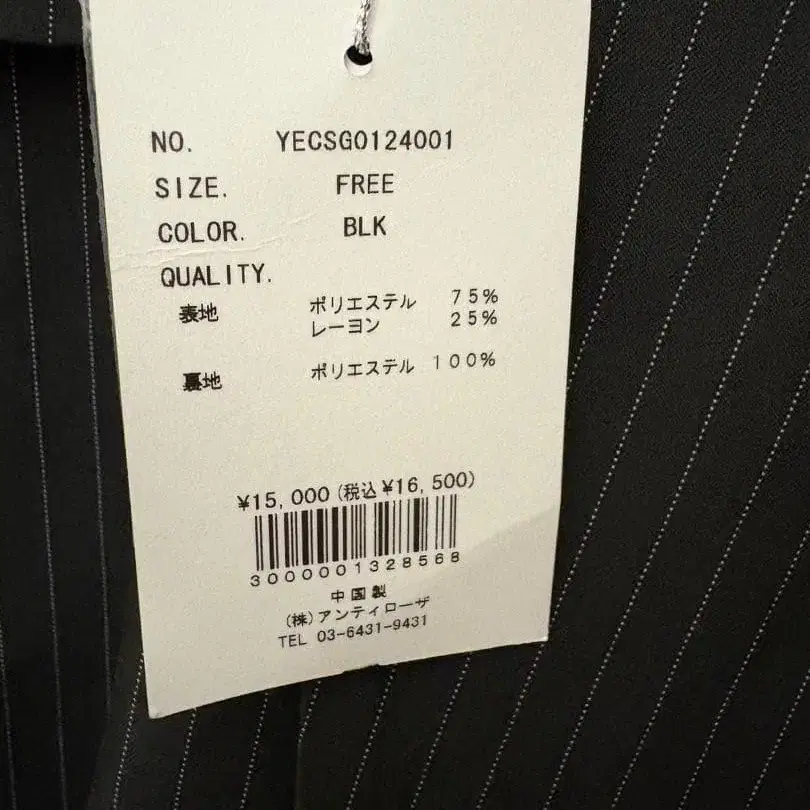 NO. YECSG0124001
SIZE. FREE
COLOR. BLK
QUALITY.
表地 ポリエステル 75%
レーヨン 25%
裏地 ポリエステル 100%
¥15,000(税込¥16,500)
3000001328568
中国製
(株)アンティローザ
TEL 03-6431-9431